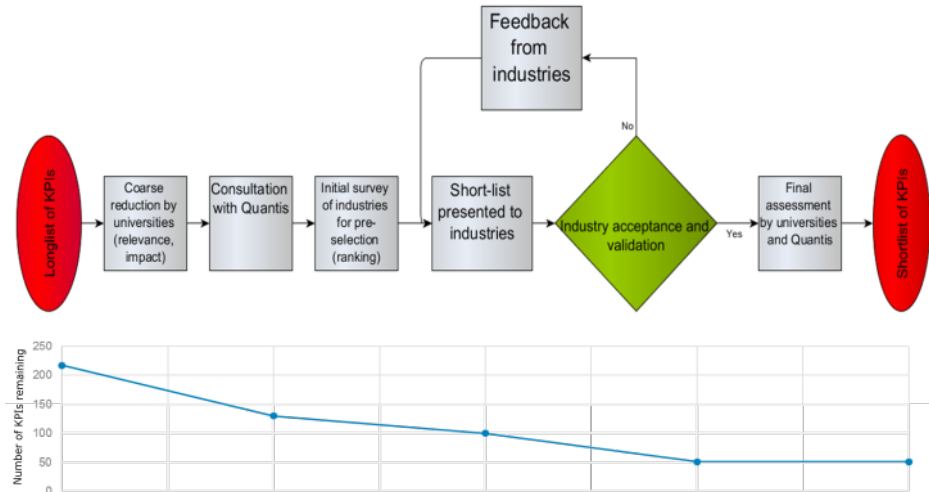 Feedback
from
industries
No
Longlist of KPIs
Coarse
reduction by
universities
(relevance,
impact)
Consultation
with Quantis
Initial survey
of industries
for pre-
selection
(ranking)
Short-list
presented to
industries
Industry acceptance and
validation
Yes
Final
assessment
by universities
and Quantis
Shortlist of KPIs
Number of KPIs remaining
250
200
150
100
50
0